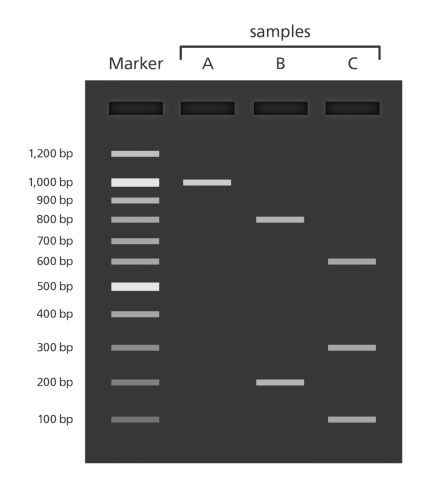 samples
Marker A B C
1,200 bp
1,000 bp
900 bp
800 bp
700 bp
600 bp
500 bp
400 bp
300 bp
200 bp
100 bp